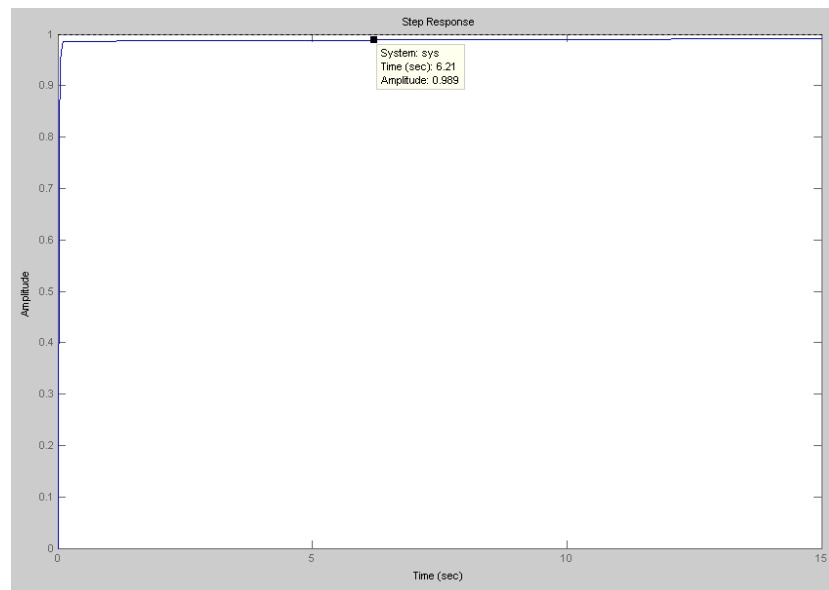 Step Response
1
System: sys
Time (sec): 6.21
Amplitude: 0.989
0.9
0.8
0.7
0.6
0.5
Amplitude
0.4
0.3
0.2
0.1
0
0
5
10
15
Time (sec)